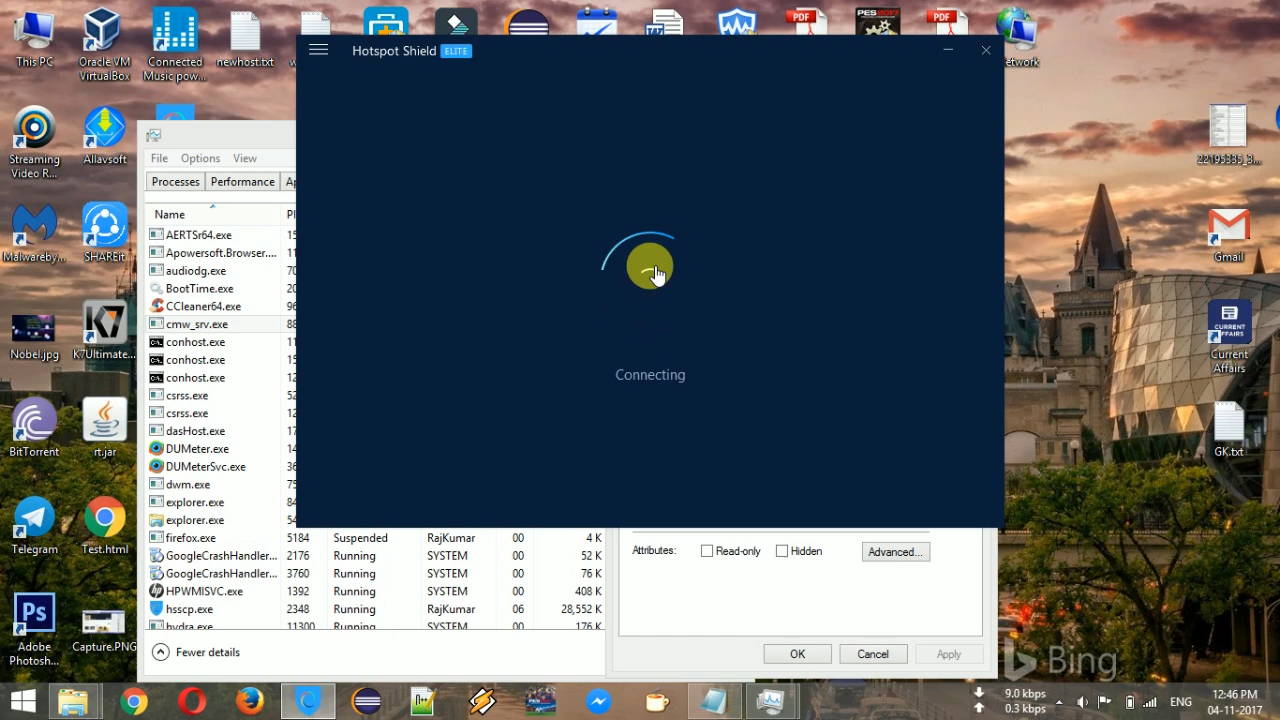 This PC
Oracle VM
VirtualBox
Connected
Music pow...
newhost.txt
PDF
PES2017
PDF
Hotspot Shield ELITE
Streaming
Video R...
Allavsoft
File Options View
Processes Performance
Name
AERTSr64.exe
Apowersoft.Browser....
audiodg.exe
BootTime.exe
CCleaner64.exe
cmw_srv.exe
conhost.exe
conhost.exe
conhost.exe
csrss.exe
csrss.exe
dasHost.exe
DUMeter.exe
DUMeterSvc.exe
dwm.exe
explorer.exe
explorer.exe
firefox.exe 5184 Suspended RajKumar 00 4 K
GoogleCrashHandler... 2176 Running SYSTEM 00 52 K
GoogleCrashHandler... 3760 Running SYSTEM 00 76 K
HPWMISVC.exe 1392 Running SYSTEM 00 408 K
hsscp.exe 2348 Running RajKumar 06 28,552 K
hydra.exe 11300 Running SYSTEM 00 176 K
Fewer details
Connecting
Attributes: Read-only Hidden Advanced...
OK Cancel Apply
Malwareby...
SHAREit
Nobel.jpg
K7Ultimate...
BitTorrent
rt.jar
Telegram
Test.html
Ps
Adobe
Photosh...
Capture.PNG
22195335_3...
Gmail
CURRENT
AFFAIRS
Current
Affairs
GK.txt
Bing
9.0 kbps
0.3 kbps
ENG
12:46 PM
04-11-2017